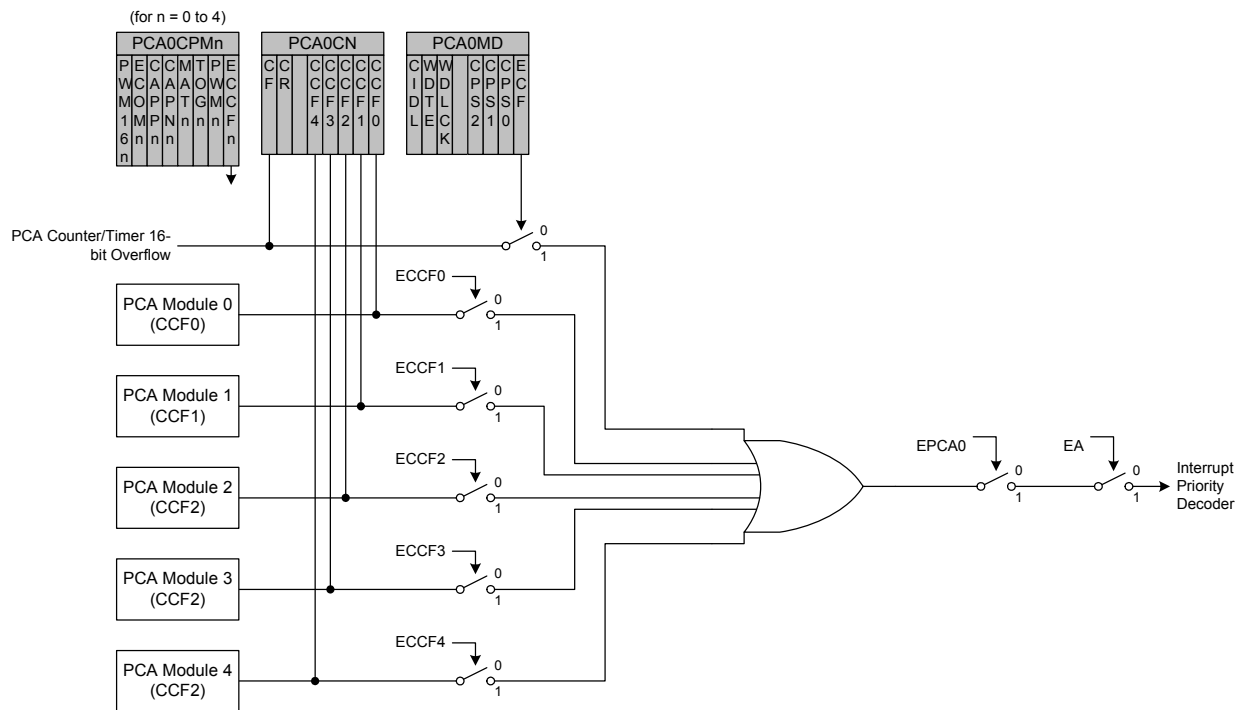 (for n = 0 to 4)
PCA0CPMn
PWM16n
ECOMn
CAPPn
CAPNn
MATn
TOGn
PWMn
ECCFn
PCA0CN
CF
CR
CCF4
CCF3
CCF2
CCF1
CCF0
PCA0MD
CIDL
WDTE
WDLCK
CPS2
CPS1
CPS0
ECF
PCA Counter/Timer 16-
bit Overflow
0
1
PCA Module 0
(CCF0)
ECCF0
0
1
PCA Module 1
(CCF1)
ECCF1
0
1
PCA Module 2
(CCF2)
ECCF2
0
1
PCA Module 3
(CCF2)
ECCF3
0
1
PCA Module 4
(CCF2)
ECCF4
0
1
EPCA0
0
1
EA
0
1
Interrupt
Priority
Decoder